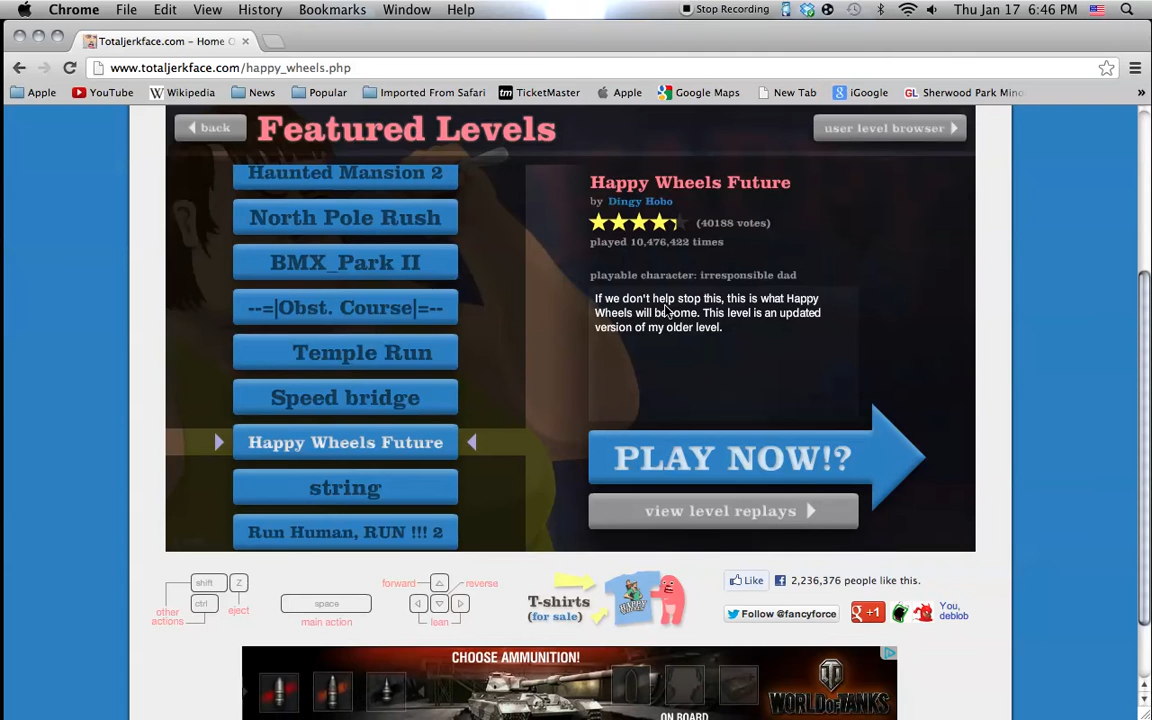 Chrome File Edit View History Bookmarks Window Help Stop Recording Thu Jan 17 6:46 PM
Totaljerkface.com – Home O
www.totaljerkface.com/happy_wheels.php
Apple YouTube Wikipedia News Popular Imported From Safari TicketMaster Apple Google Maps New Tab iGoogle Sherwood Park Mino »
back Featured Levels user level browser
Haunted Mansion 2
North Pole Rush
BMX_Park II
--=|Obst. Course|=--
Temple Run
Speed bridge
Happy Wheels Future
string
Run Human, RUN !!! 2
Happy Wheels Future
by Dingy Hobo
(40188 votes)
played 10,476,422 times
playable character: irresponsible dad
If we don't help stop this, this is what Happy
Wheels will become. This level is an updated
version of my older level.
PLAY NOW!?
view level replays
shift Z
ctrl
other
actions
eject
space
main action
forward reverse
lean
T-shirts
(for sale)
HAPPY
Like 2,236,376 people like this.
Follow @fancyforce +1 You,
deblob
CHOOSE AMMUNITION!
ON BOARD
WORLD OF TANKS